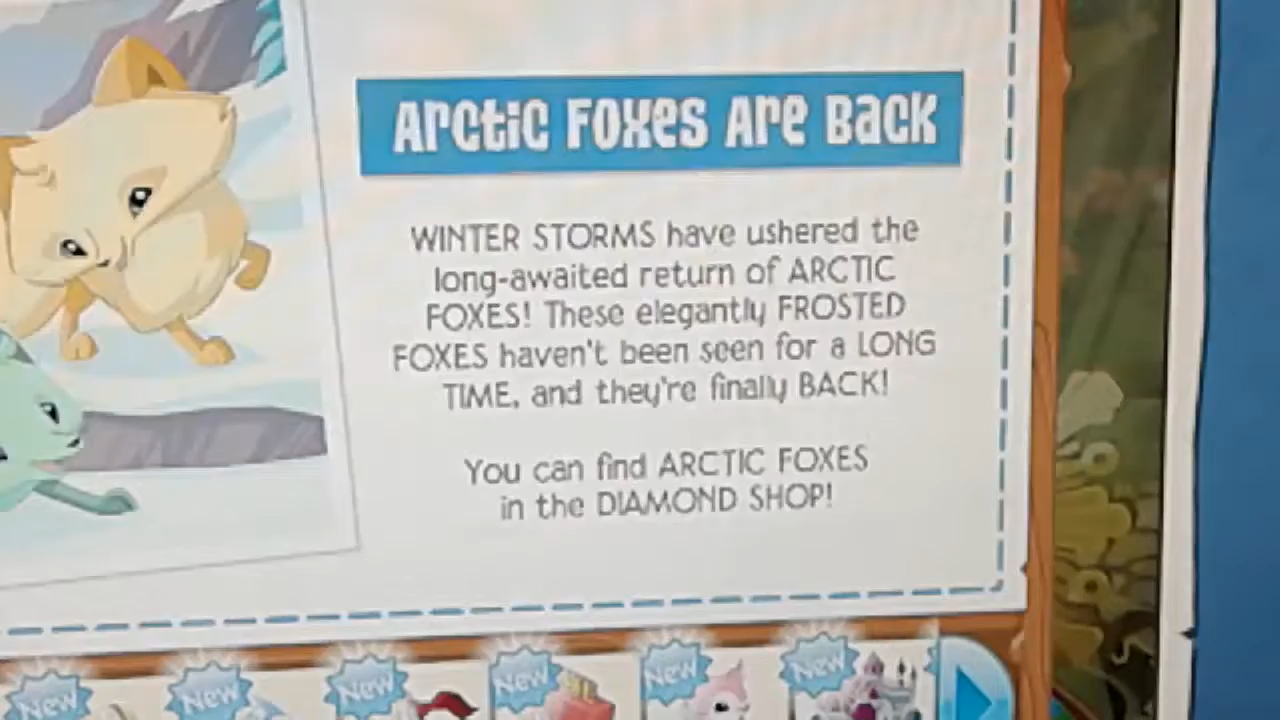 Arctic Foxes Are Back
WINTER STORMS have ushered the
long-awaited return of ARCTIC
FOXES! These elegantly FROSTED
FOXES haven't been seen for a LONG
TIME, and they're finally BACK!
You can find ARCTIC FOXES
in the DIAMOND SHOP!
New New New New New New